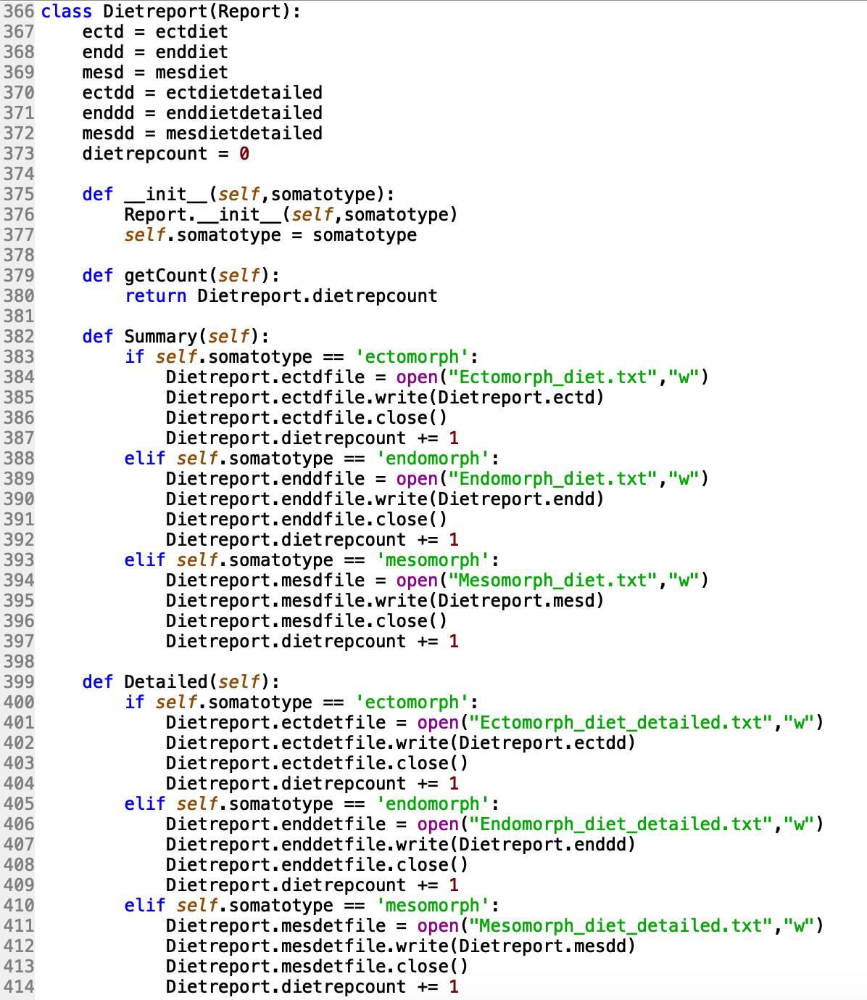 366 class Dietreport(Report):
367     ectd = ectdiet
368     endd = enddiet
369     mesd = mesdiet
370     ectdd = ectdietdetailed
371     enddd = enddietdetailed
372     mesdd = mesdietdetailed
373     dietrepcount = 0
374
375     def __init__(self,somatotype):
376         Report.__init__(self,somatotype)
377         self.somatotype = somatotype
378
379     def getCount(self):
380         return Dietreport.dietrepcount
381
382     def Summary(self):
383         if self.somatotype == 'ectomorph':
384             Dietreport.ectdfile = open("Ectomorph_diet.txt","w")
385             Dietreport.ectdfile.write(Dietreport.ectd)
386             Dietreport.ectdfile.close()
387             Dietreport.dietrepcount += 1
388         elif self.somatotype == 'endomorph':
389             Dietreport.enddfile = open("Endomorph_diet.txt","w")
390             Dietreport.enddfile.write(Dietreport.endd)
391             Dietreport.enddfile.close()
392             Dietreport.dietrepcount += 1
393         elif self.somatotype == 'mesomorph':
394             Dietreport.mesdfile = open("Mesomorph_diet.txt","w")
395             Dietreport.mesdfile.write(Dietreport.mesd)
396             Dietreport.mesdfile.close()
397             Dietreport.dietrepcount += 1
398
399     def Detailed(self):
400         if self.somatotype == 'ectomorph':
401             Dietreport.ectdetfile = open("Ectomorph_diet_detailed.txt","w")
402             Dietreport.ectdetfile.write(Dietreport.ectdd)
403             Dietreport.ectdetfile.close()
404             Dietreport.dietrepcount += 1
405         elif self.somatotype == 'endomorph':
406             Dietreport.enddetfile = open("Endomorph_diet_detailed.txt","w")
407             Dietreport.enddetfile.write(Dietreport.enddd)
408             Dietreport.enddetfile.close()
409             Dietreport.dietrepcount += 1
410         elif self.somatotype == 'mesomorph':
411             Dietreport.mesdetfile = open("Mesomorph_diet_detailed.txt","w")
412             Dietreport.mesdetfile.write(Dietreport.mesdd)
413             Dietreport.mesdetfile.close()
414             Dietreport.dietrepcount += 1